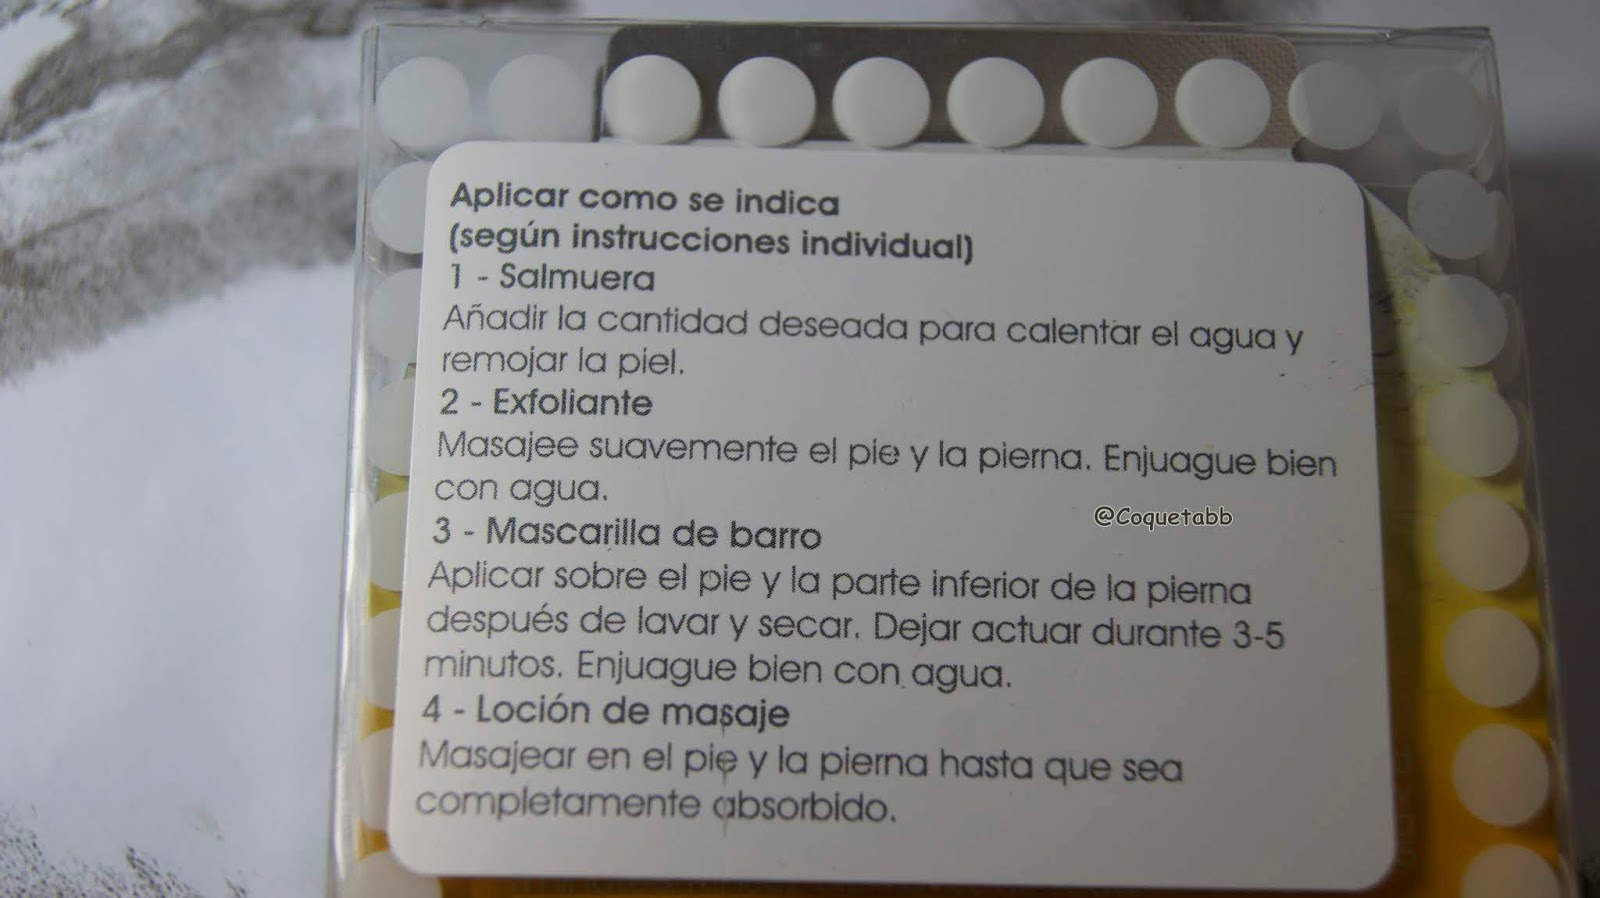 Aplicar como se indica
(según instrucciones individual)
1 - Salmuera
Añadir la cantidad deseada para calentar el agua y
remojar la piel.
2 - Exfoliante
Masajee suavemente el pie y la pierna. Enjuague bien
con agua.
@Coquetabb
3 - Mascarilla de barro
Aplicar sobre el pie y la parte inferior de la pierna
después de lavar y secar. Dejar actuar durante 3-5
minutos. Enjuague bien con agua.
4 - Loción de masaje
Masajear en el pie y la pierna hasta que sea
completamente absorbido.